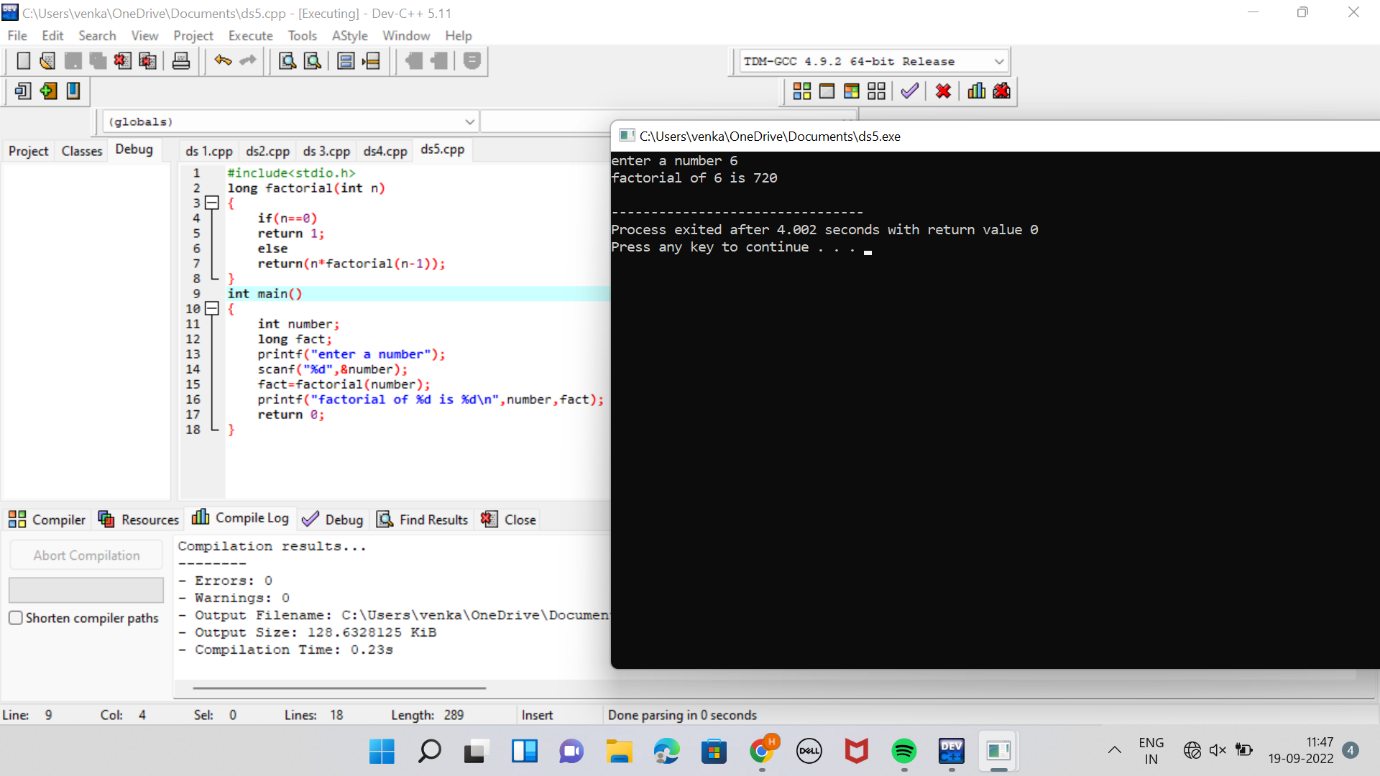 C:\Users\venka\OneDrive\Documents\ds5.cpp - [Executing] - Dev-C++ 5.11
File Edit Search View Project Execute Tools AStyle Window Help
TDM-GCC 4.9.2 64-bit Release
(globals)
Project Classes Debug
ds 1.cpp ds2.cpp ds 3.cpp ds4.cpp ds5.cpp
1 #include<stdio.h>
2 long factorial(int n)
3 {
4 if(n==0)
5 return 1;
6 else
7 return(n*factorial(n-1));
8 }
9 int main()
10 {
11 int number;
12 long fact;
13 printf("enter a number");
14 scanf("%d",&number);
15 fact=factorial(number);
16 printf("factorial of %d is %d\n",number,fact);
17 return 0;
18 }
C:\Users\venka\OneDrive\Documents\ds5.exe
enter a number 6
factorial of 6 is 720
--------------------------------
Process exited after 4.002 seconds with return value 0
Press any key to continue . . .
Compiler Resources Compile Log Debug Find Results Close
Abort Compilation
Shorten compiler paths
Compilation results...
--------
- Errors: 0
- Warnings: 0
- Output Filename: C:\Users\venka\OneDrive\Documen
- Output Size: 128.6328125 KiB
- Compilation Time: 0.23s
Line: 9 Col: 4 Sel: 0 Lines: 18 Length: 289 Insert Done parsing in 0 seconds
H
DELL
DEV
ENG
IN
11:47
19-09-2022
4